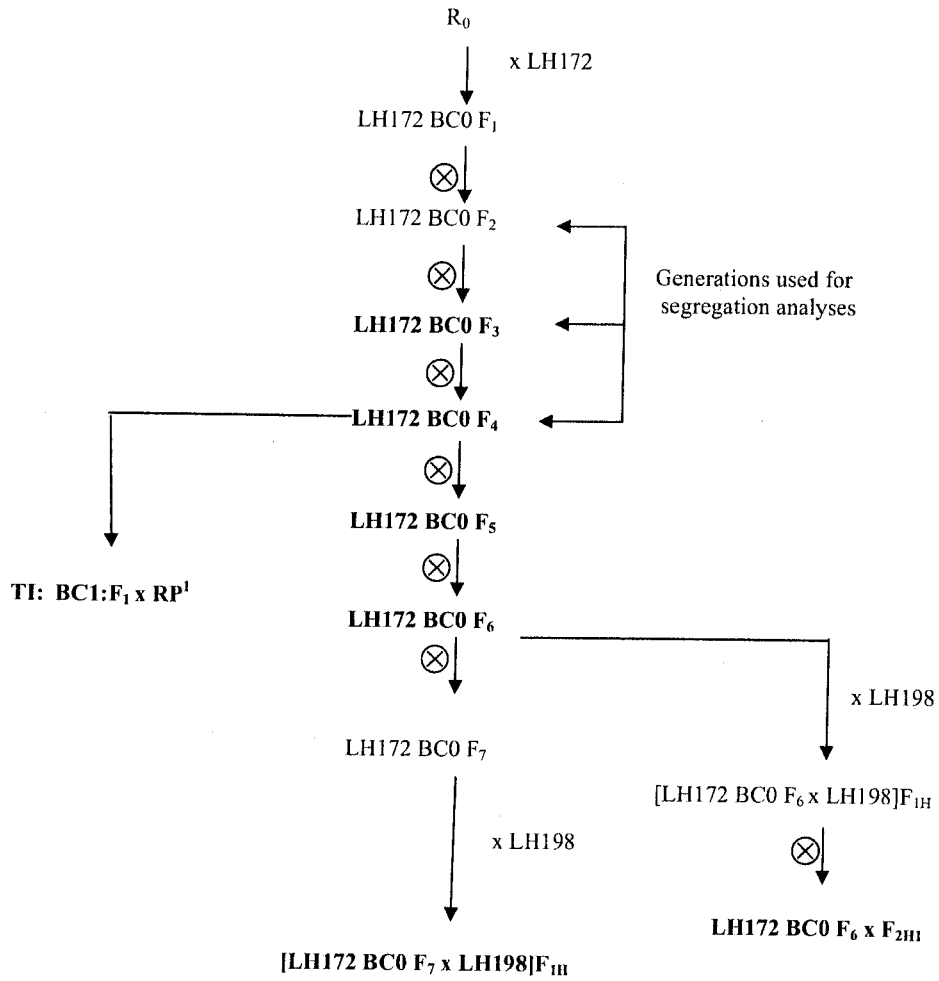 R₀
x LH172
LH172 BC0 F₁
LH172 BC0 F₂
Generations used for
segregation analyses
LH172 BC0 F₃
LH172 BC0 F₄
LH172 BC0 F₅
TI: BC1:F₁ x RP¹
LH172 BC0 F₆
x LH198
LH172 BC0 F₇
[LH172 BC0 F₆ x LH198]F₁H
x LH198
LH172 BC0 F₆ x F₂H₁
[LH172 BC0 F₇ x LH198]F₁H